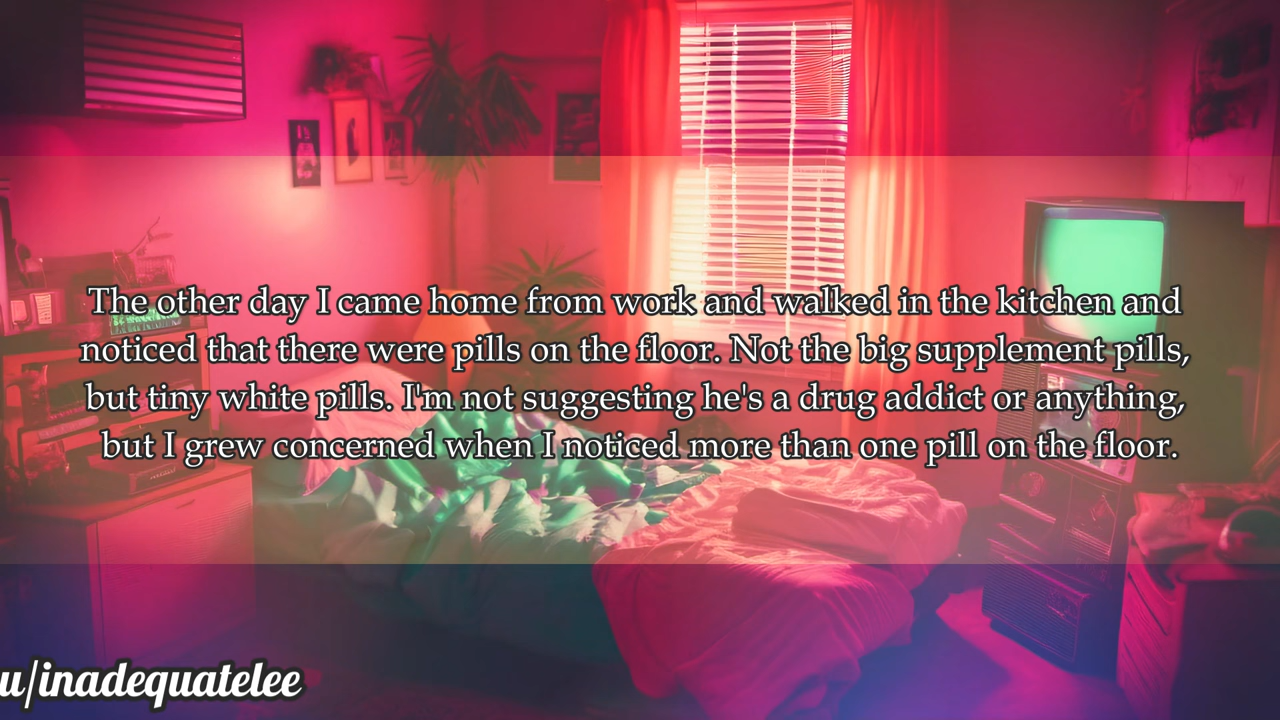 The other day I came home from work and walked in the kitchen and
noticed that there were pills on the floor. Not the big supplement pills,
but tiny white pills. I'm not suggesting he's a drug addict or anything,
but I grew concerned when I noticed more than one pill on the floor.
u/inadequatelee